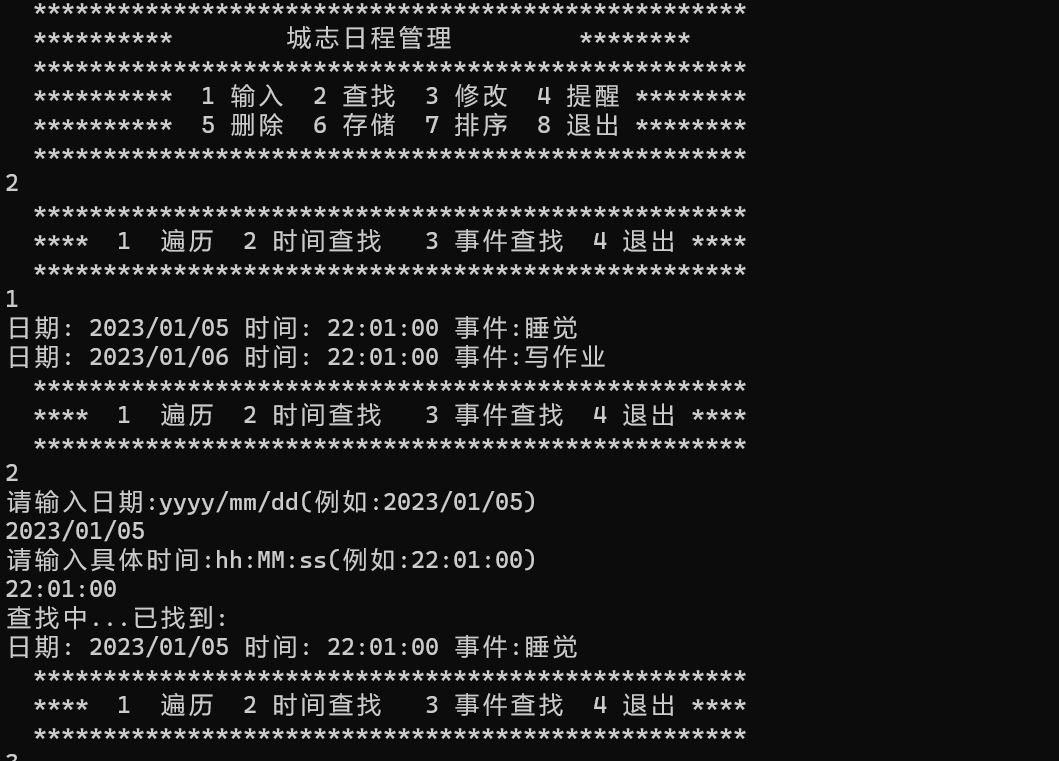 ***************************************************
********** 城志日程管理 ********
***************************************************
********** 1 输入 2 查找 3 修改 4 提醒 ********
********** 5 删除 6 存储 7 排序 8 退出 ********
***************************************************
2
***************************************************
**** 1 遍历 2 时间查找 3 事件查找 4 退出 ****
***************************************************
1
日期: 2023/01/05 时间: 22:01:00 事件:睡觉
日期: 2023/01/06 时间: 22:01:00 事件:写作业
***************************************************
**** 1 遍历 2 时间查找 3 事件查找 4 退出 ****
***************************************************
2
请输入日期:yyyy/mm/dd(例如:2023/01/05)
2023/01/05
请输入具体时间:hh:MM:ss(例如:22:01:00)
22:01:00
查找中...已找到:
日期: 2023/01/05 时间: 22:01:00 事件:睡觉
***************************************************
**** 1 遍历 2 时间查找 3 事件查找 4 退出 ****
***************************************************